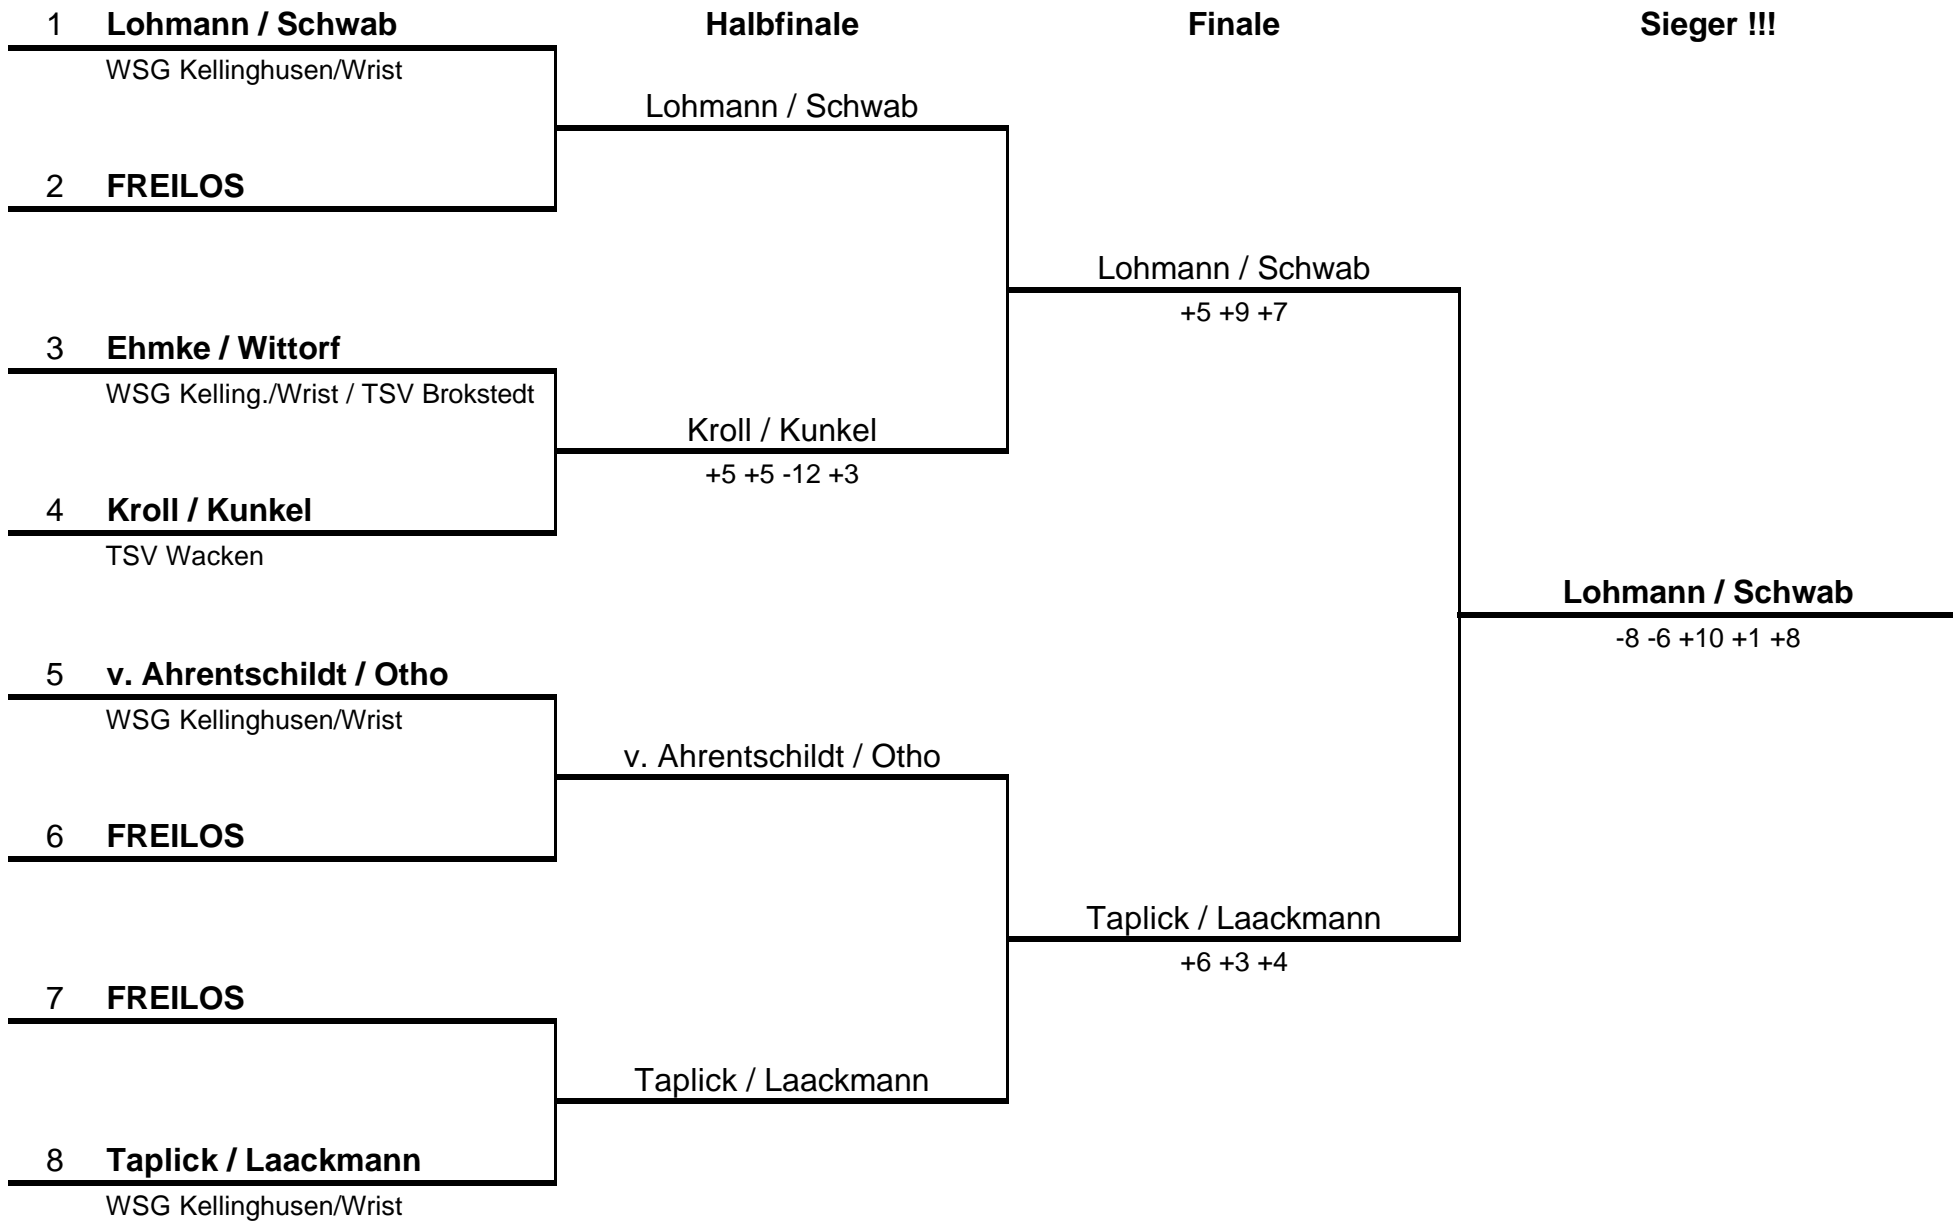 1 Lohmann / Schwab Halbfinale Finale Sieger !!!
WSG Kellinghusen/Wrist
Lohmann / Schwab
2 FREILOS
Lohmann / Schwab
+5 +9 +7
3 Ehmke / Wittorf
WSG Kelling./Wrist / TSV Brokstedt
Kroll / Kunkel
+5 +5 -12 +3
4 Kroll / Kunkel
TSV Wacken
Lohmann / Schwab
-8 -6 +10 +1 +8
5 v. Ahrentschildt / Otho
WSG Kellinghusen/Wrist
v. Ahrentschildt / Otho
6 FREILOS
Taplick / Laackmann
+6 +3 +4
7 FREILOS
Taplick / Laackmann
8 Taplick / Laackmann
WSG Kellinghusen/Wrist